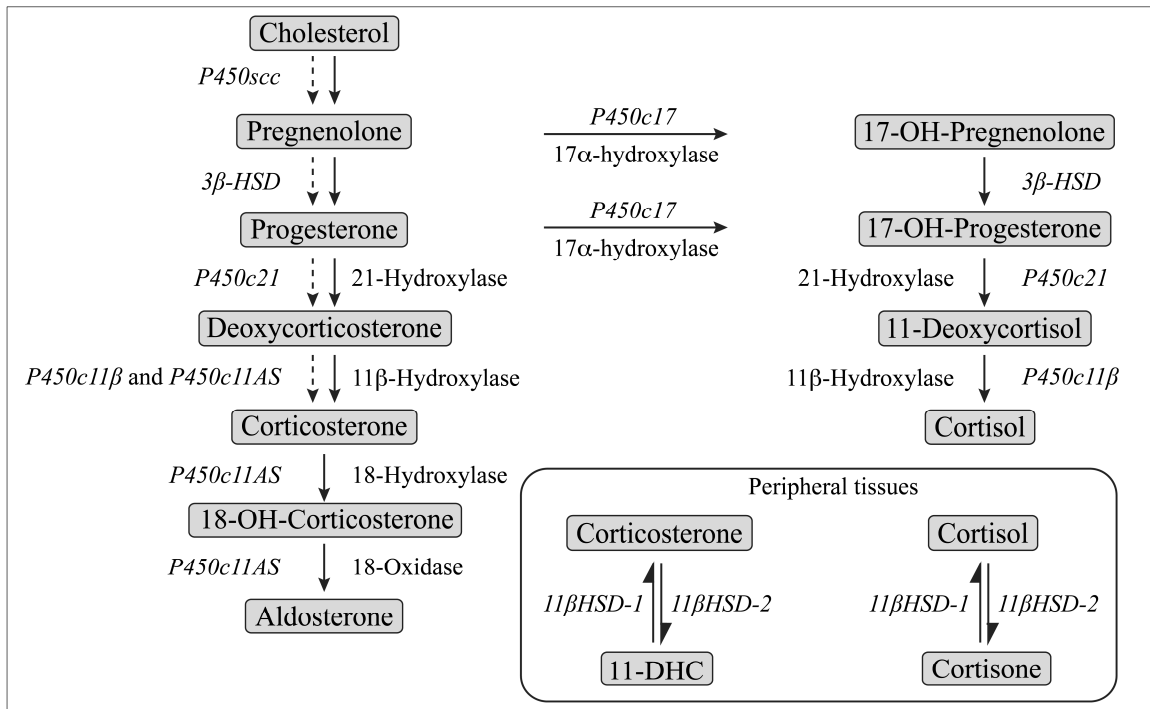 Cholesterol
P450scc
Pregnenolone
P450c17
17α-hydroxylase
17-OH-Pregnenolone
3β-HSD
3β-HSD
Progesterone
P450c17
17α-hydroxylase
17-OH-Progesterone
P450c21
21-Hydroxylase
21-Hydroxylase
P450c21
Deoxycorticosterone
11-Deoxycortisol
P450c11β and P450c11AS
11β-Hydroxylase
11β-Hydroxylase
P450c11β
Corticosterone
Cortisol
P450c11AS
18-Hydroxylase
18-OH-Corticosterone
P450c11AS
18-Oxidase
Aldosterone
Peripheral tissues
Corticosterone
Cortisol
11βHSD-1
11βHSD-2
11βHSD-1
11βHSD-2
11-DHC
Cortisone